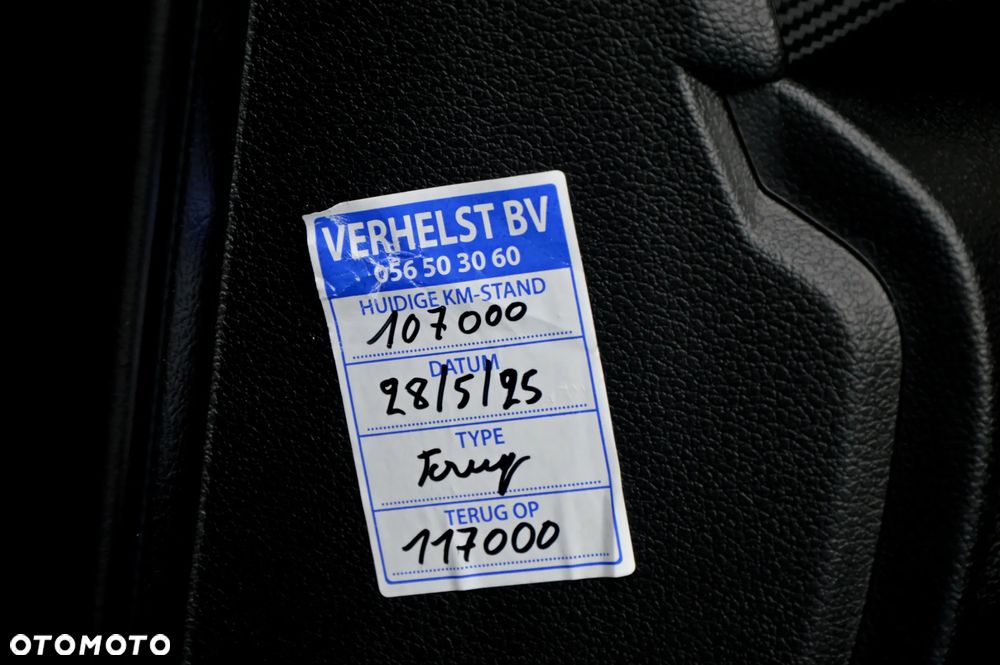 VERHELST BV
056 50 30 60
HUIDIGE KM-STAND
107000
DATUM
28/5/25
TYPE
TERUG OP
117000
OTOMOTO